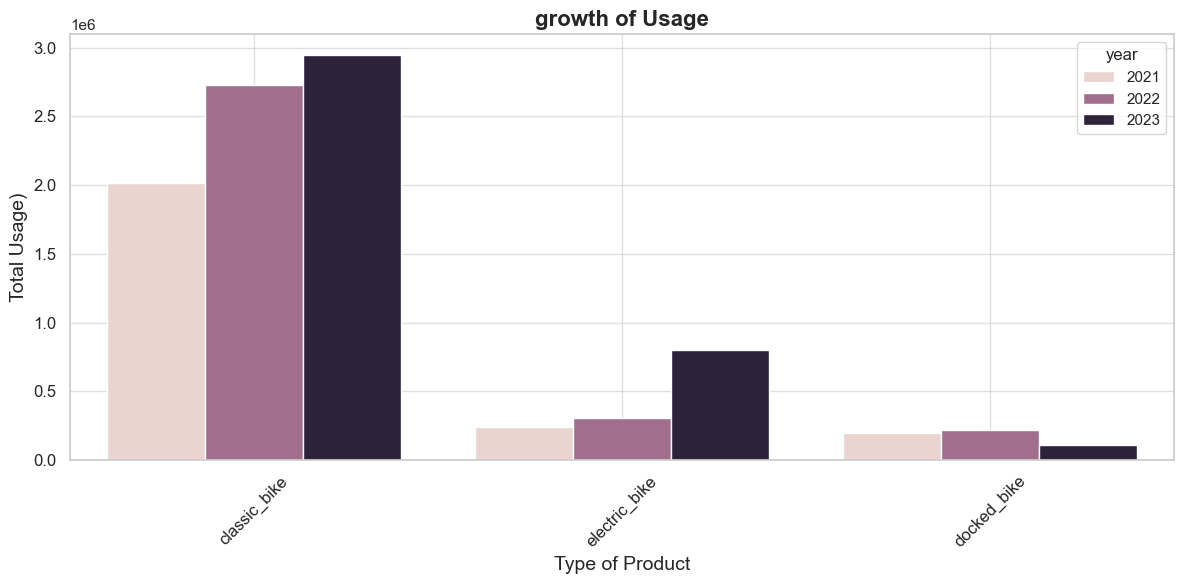 growth of Usage
1e6
3.0
2.5
2.0
1.5
1.0
0.5
0.0
Total Usage)
year
2021
2022
2023
classic_bike
electric_bike
docked_bike
Type of Product